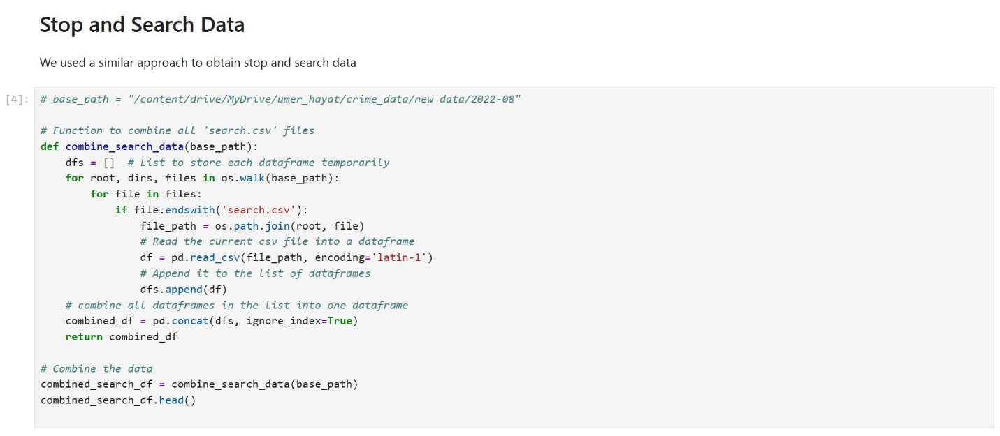 Stop and Search Data
We used a similar approach to obtain stop and search data
[4]:
# base_path = "/content/drive/MyDrive/umer_hayat/crime_data/new data/2022-08"
# Function to combine all 'search.csv' files
def combine_search_data(base_path):
    dfs = []  # List to store each dataframe temporarily
    for root, dirs, files in os.walk(base_path):
        for file in files:
            if file.endswith('search.csv'):
                file_path = os.path.join(root, file)
                # Read the current csv file into a dataframe
                df = pd.read_csv(file_path, encoding='latin-1')
                # Append it to the list of dataframes
                dfs.append(df)
    # combine all dataframes in the list into one dataframe
    combined_df = pd.concat(dfs, ignore_index=True)
    return combined_df
# Combine the data
combined_search_df = combine_search_data(base_path)
combined_search_df.head()